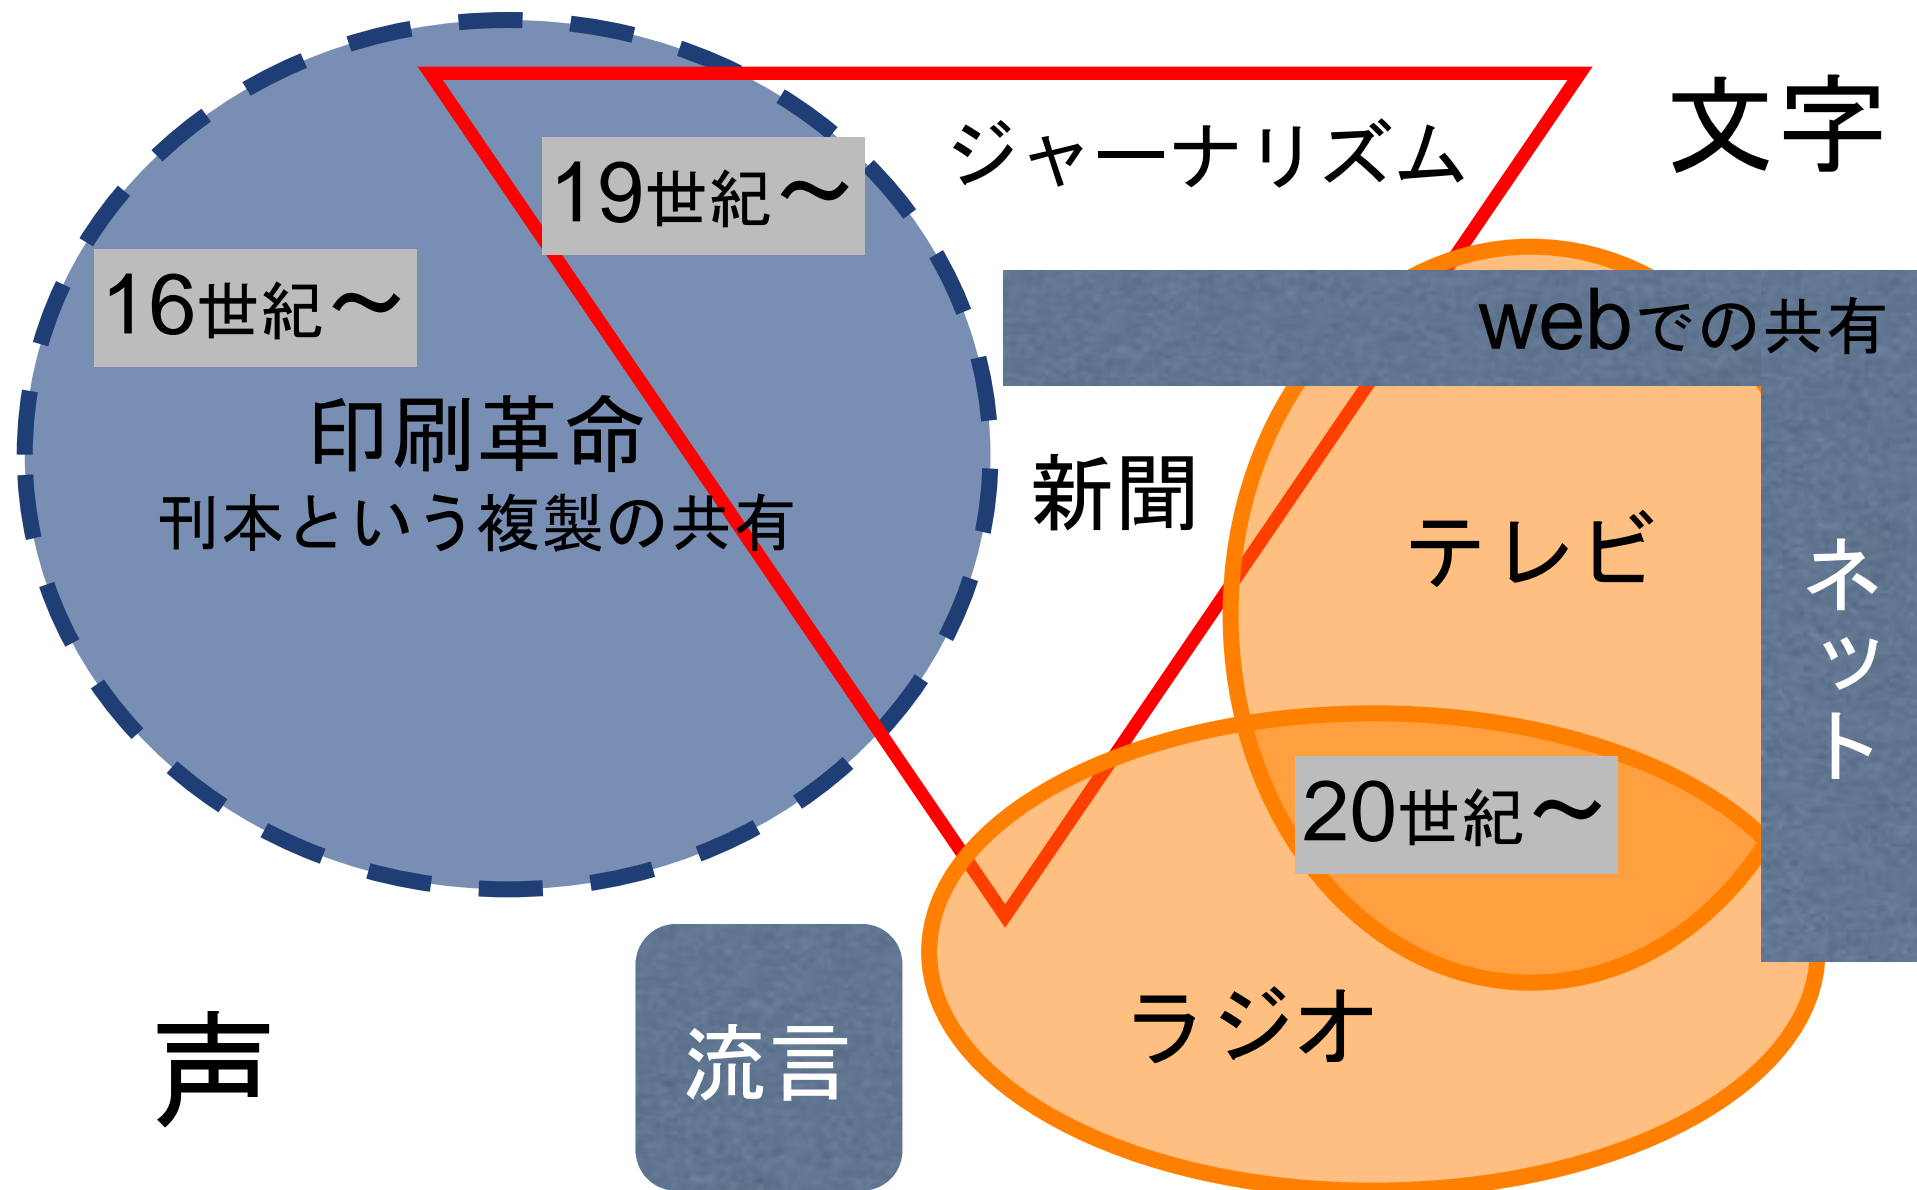 文字
ジャーナリズム
19世紀〜
16世紀〜
webでの共有
印刷革命
刊本という複製の共有
新聞
テレビ
ネット
20世紀〜
ラジオ
声
流言